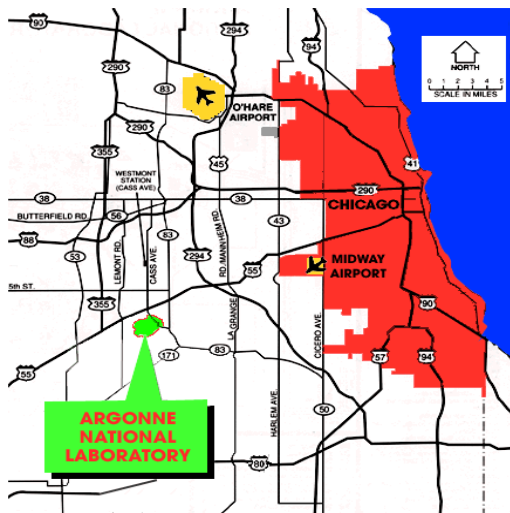 90
294
94
290
83
NORTH
0 1 2 3 4 5
SCALE IN MILES
O'HARE
AIRPORT
290
355
WESTMONT
STATION
(CASS AVE)
45
41
38
38
290
BUTTERFIELD RD.
56
43
CHICAGO
88
53
LEMONT RD.
CASS AVE.
83
294
RD./MANNHEIM RD.
55
MIDWAY
AIRPORT
5th ST.
355
LA GRANGE
CICERO AVE.
90
171
83
57
94
55
HARLEM AVE.
50
ARGONNE
NATIONAL
LABORATORY
80